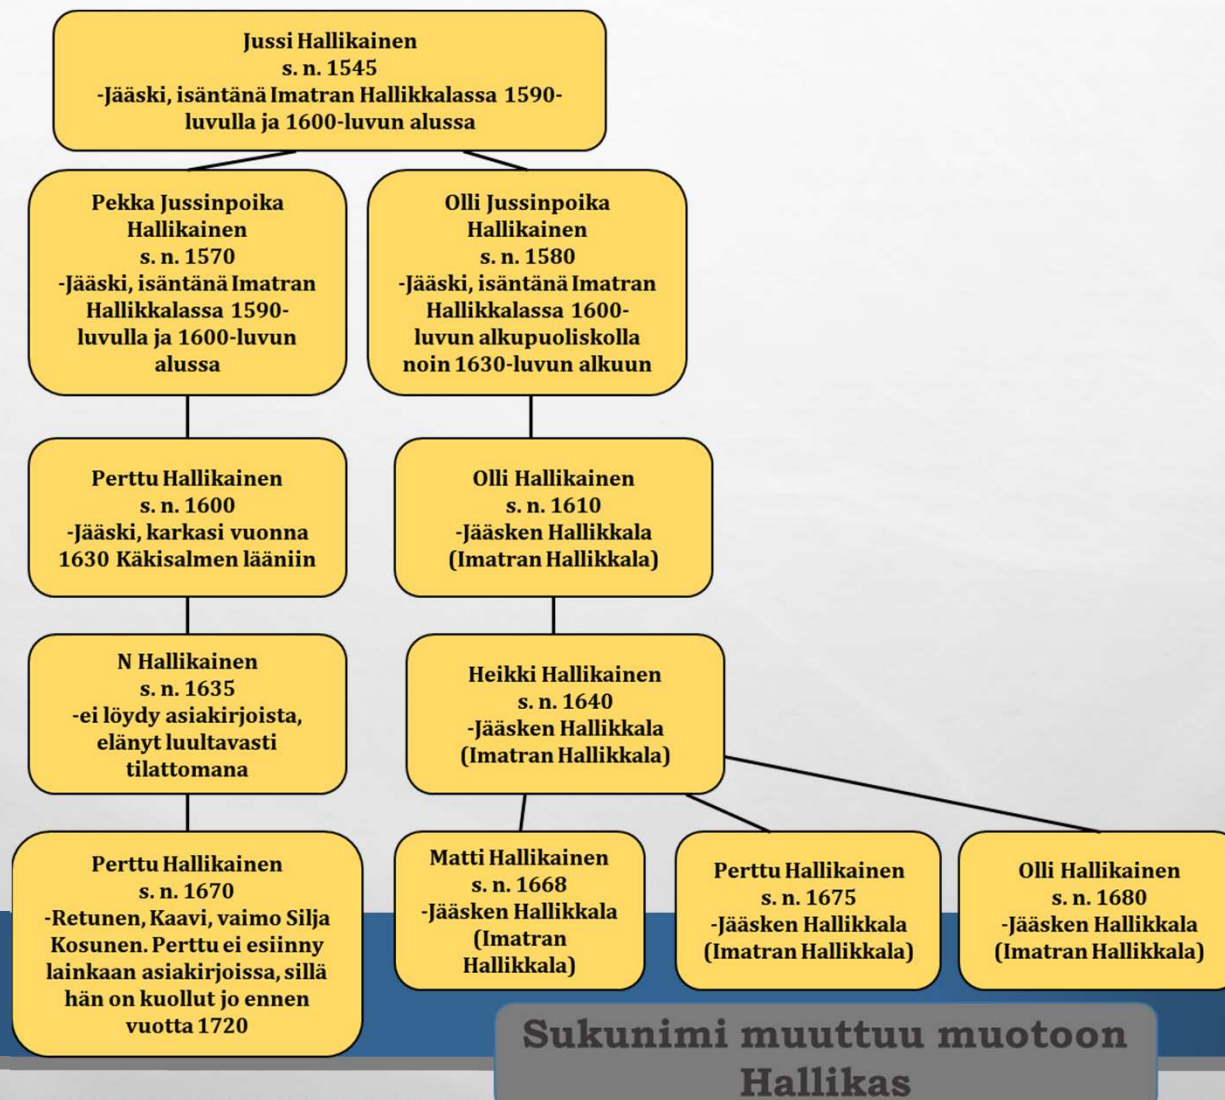 Jussi Hallikainen
s. n. 1545
-Jääski, isäntänä Imatran Hallikkalassa 1590-
luvulla ja 1600-luvun alussa
Pekka Jussinpoika
Hallikainen
s. n. 1570
-Jääski, isäntänä Imatran
Hallikkalassa 1590-
luvulla ja 1600-luvun
alussa
Olli Jussinpoika
Hallikainen
s. n. 1580
-Jääski, isäntänä Imatran
Hallikkalassa 1600-
luvun alkupuoliskolla
noin 1630-luvun alkuun
Perttu Hallikainen
s. n. 1600
-Jääski, karkasi vuonna
1630 Käkisalmen lääniin
Olli Hallikainen
s. n. 1610
-Jääsken Hallikkala
(Imatran Hallikkala)
N Hallikainen
s. n. 1635
-ei löydy asiakirjoista,
elänyt luultavasti
tilattomana
Heikki Hallikainen
s. n. 1640
-Jääsken Hallikkala
(Imatran Hallikkala)
Perttu Hallikainen
s. n. 1670
-Retunen, Kaavi, vaimo Silja
Kosunen. Perttu ei esiinny
lainkaan asiakirjoissa, sillä
hän on kuollut jo ennen
vuotta 1720
Matti Hallikainen
s. n. 1668
-Jääsken Hallikkala
(Imatran
Hallikkala)
Perttu Hallikainen
s. n. 1675
-Jääsken Hallikkala
(Imatran Hallikkala)
Olli Hallikainen
s. n. 1680
-Jääsken Hallikkala
(Imatran Hallikkala)
Sukunimi muuttuu muotoon
Hallikas